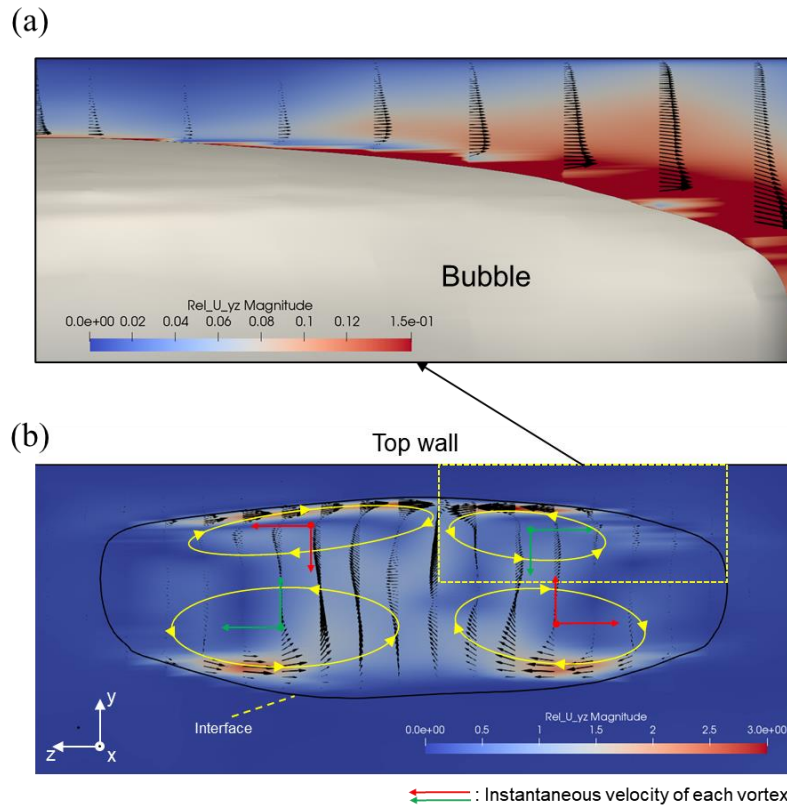 (a)
Bubble
Rel_U_yz Magnitude
0.0e+00 0.02 0.04 0.06 0.08 0.1 0.12 1.5e-01
(b)
Top wall
y
z
x
Interface
Rel_U_yz Magnitude
0.0e+00 0.5 1 1.5 2 2.5 3.0e+00
: Instantaneous velocity of each vortex